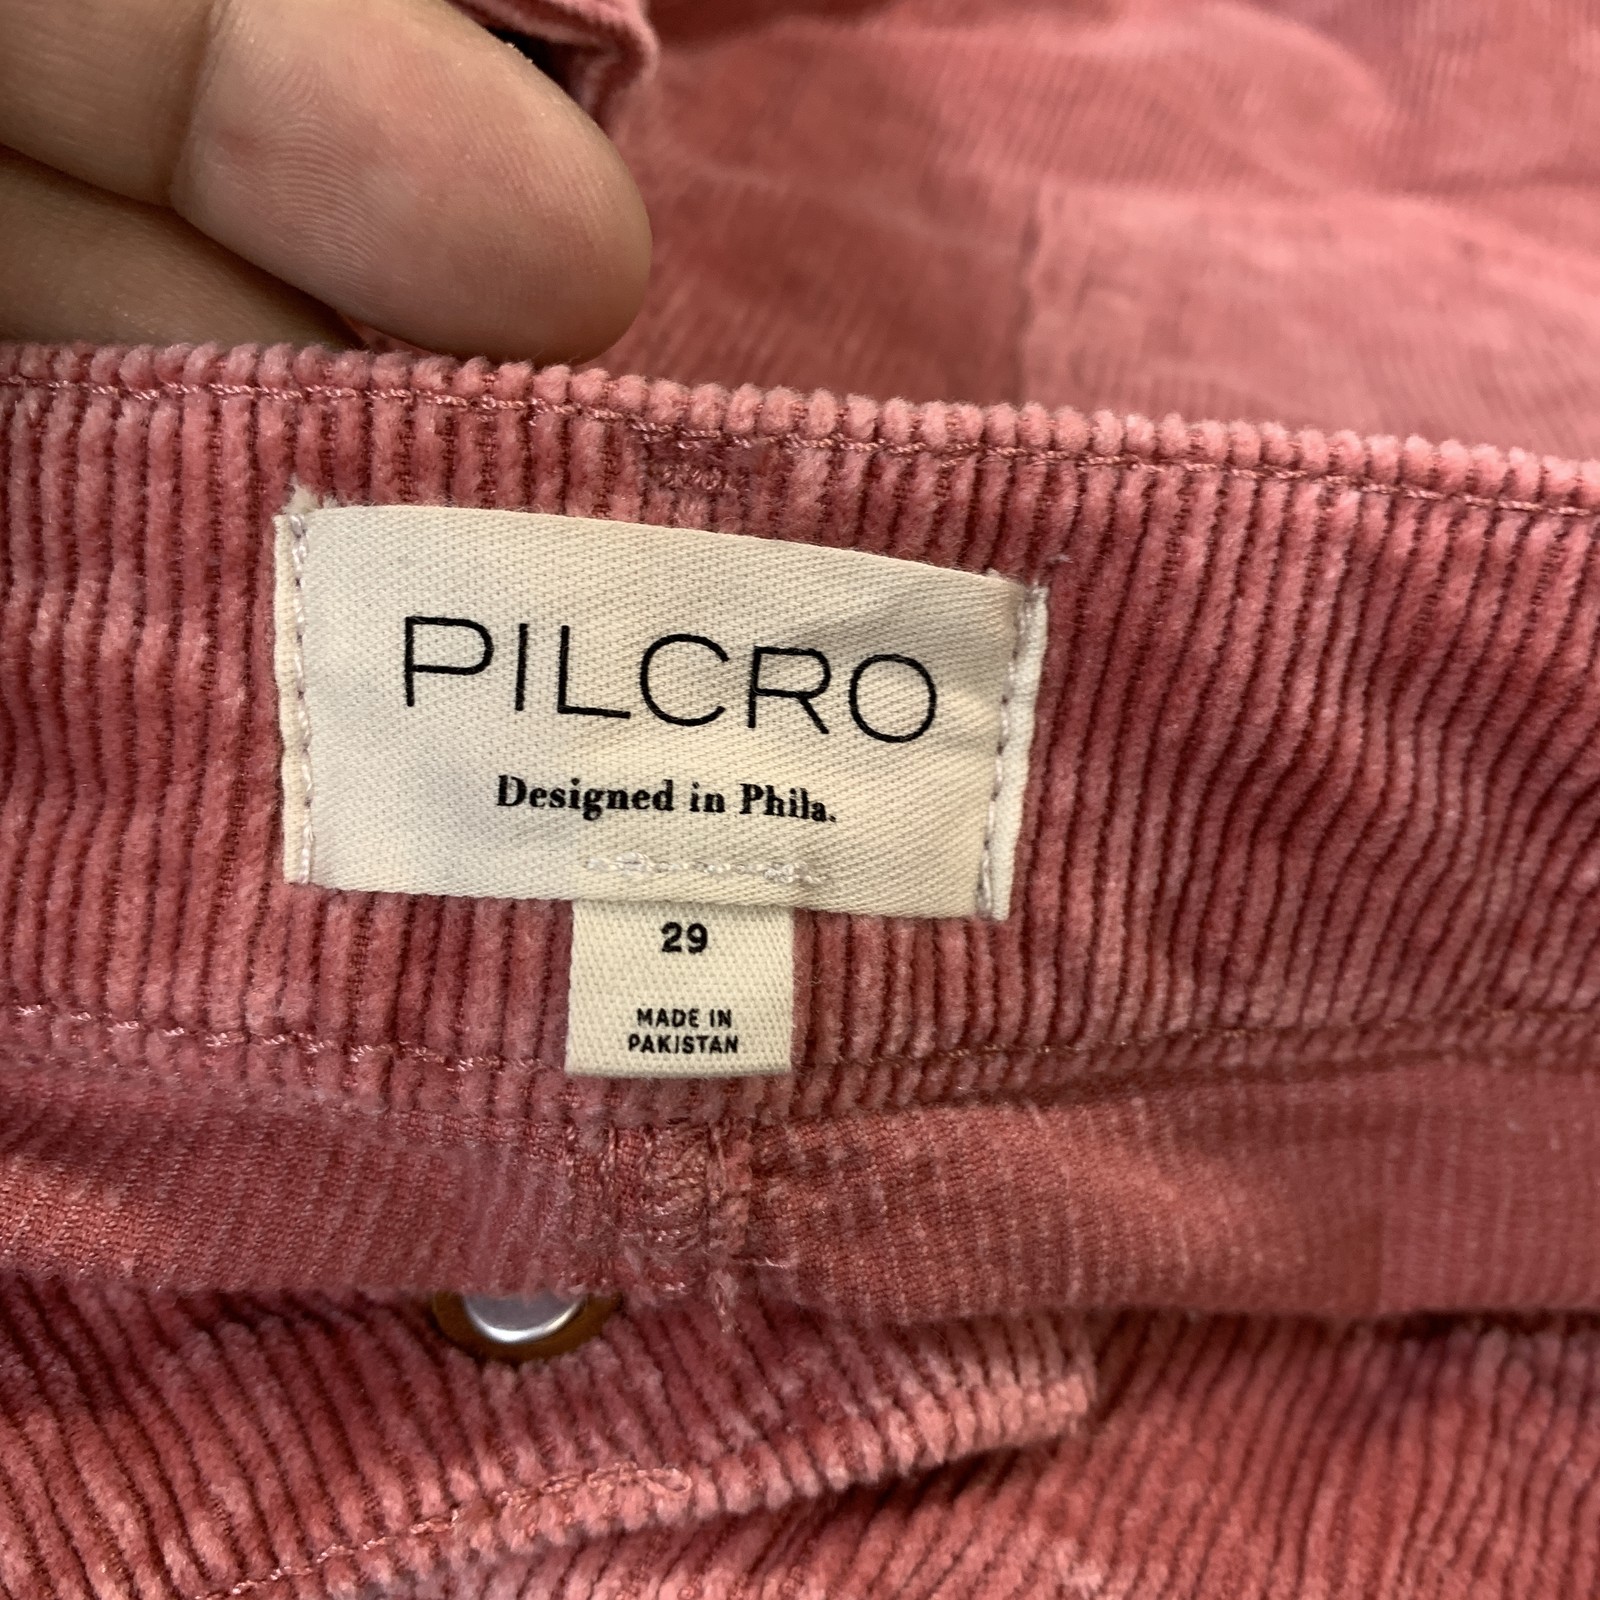 PILCRO
Designed in Phila.
29
MADE IN
PAKISTAN